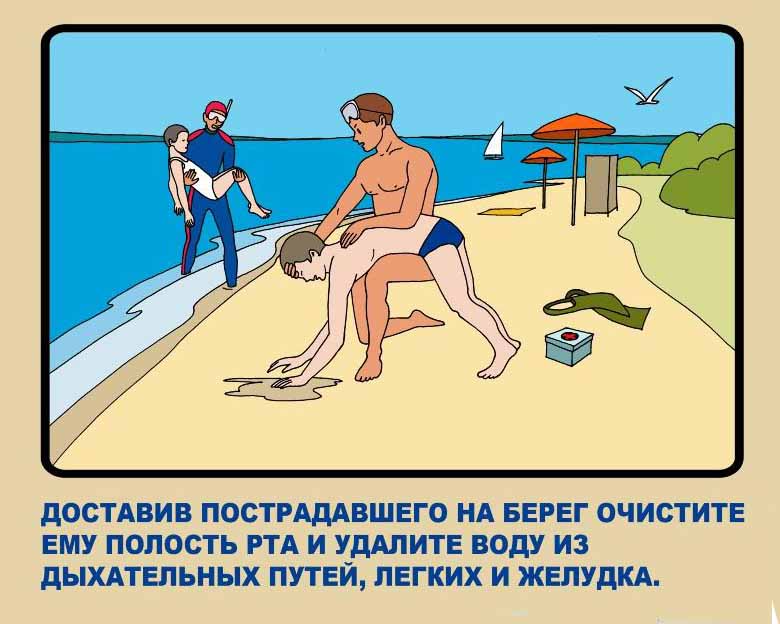 ДОСТАВИВ ПОСТРАДАВШЕГО НА БЕРЕГ ОЧИСТИТЕ
ЕМУ ПОЛОСТЬ РТА И УДАЛИТЕ ВОДУ ИЗ
ДЫХАТЕЛЬНЫХ ПУТЕЙ, ЛЕГКИХ И ЖЕЛУДКА.